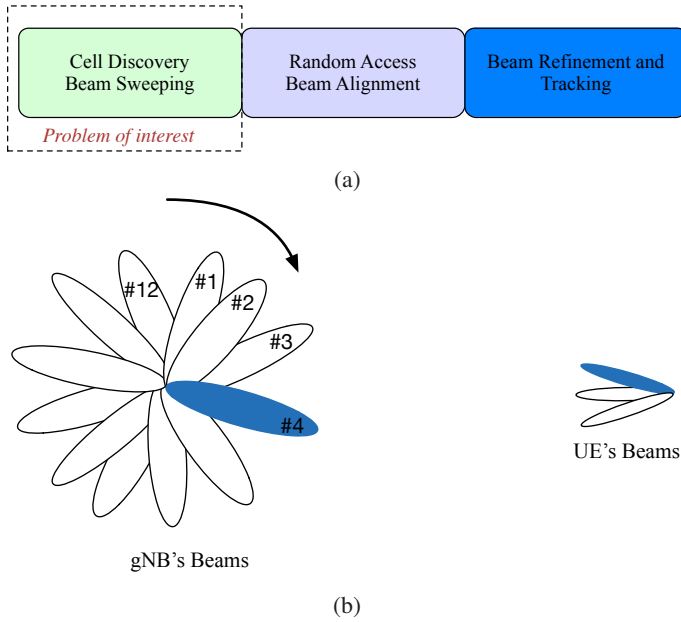 Cell Discovery
Beam Sweeping
Random Access
Beam Alignment
Beam Refinement and
Tracking
Problem of interest
(a)
#12
#1
#2
#3
#4
UE's Beams
gNB's Beams
(b)